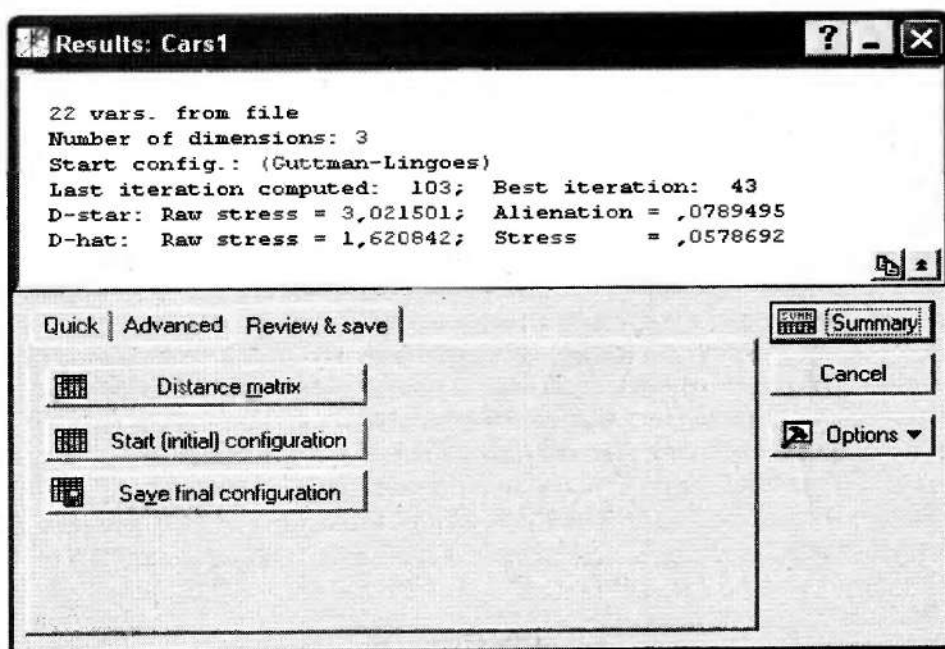 Results: Cars1
? _ X
22 vars. from file
Number of dimensions: 3
Start config.: (Guttman-Lingoes)
Last iteration computed: 103; Best iteration: 43
D-star: Raw stress = 3,021501; Alienation = ,0789495
D-hat: Raw stress = 1,620842; Stress = ,0578692
Quick Advanced Review & save
Distance matrix
Start (initial) configuration
Save final configuration
SUMM Summary
Cancel
Options